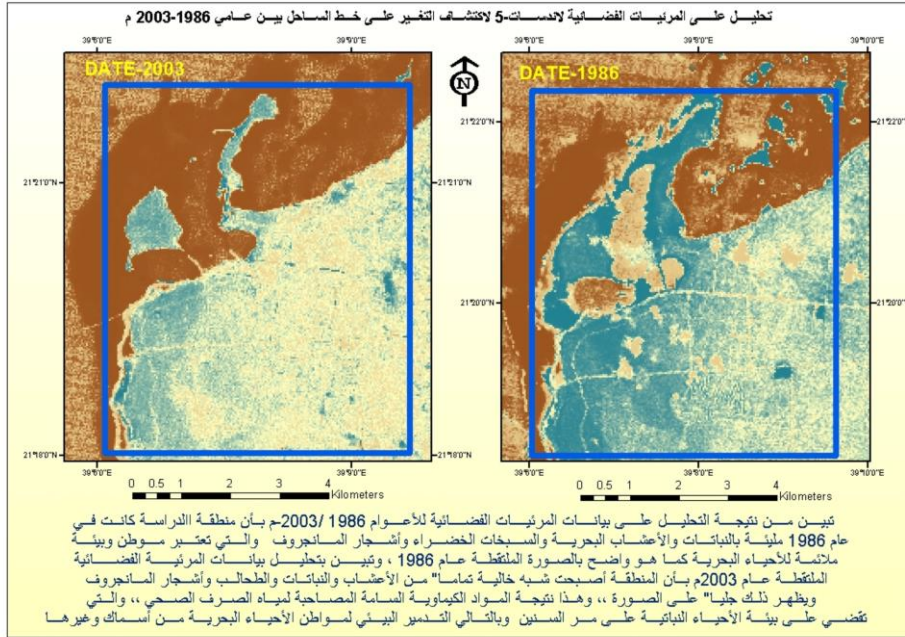 تحليل على المرئيات الفضائية لاندسات-5 لاكتشاف التغير على خط الساحل بين عامي 1986-2003 م
39°5'0"E 39°5'0"E
39°5'0"E 39°10'0"E
DATE-2003
N
DATE-1986
21°22'0"N 21°22'0"N
21°21'0"N 21°21'0"N
21°20'0"N 21°20'0"N
21°18'0"N 21°18'0"N
39°5'0"E 39°5'0"E
39°5'0"E 39°10'0"E
0 0.5 1 2 3 4
Kilometers
0 0.5 1 2 3 4
Kilometers
تبين من نتيجة التحليل على بيانات المرئيات الفضائية للأعوام 1986 /2003-م بأن منطقة الدراسة كانت في
عام 1986 مليئة بالنباتات والأعشاب البحرية والسبخات الخضراء وأشجار المانجروف والتي تعتبر موطن وبيئة
ملائمة للأحياء البحرية كما هو واضح بالصورة الملتقطة عام 1986 ، وتبين بتحليل بيانات المرئية الفضائية
الملتقطة عام 2003م بأن المنطقة أصبحت شبه خالية تماما" من الأعشاب والنباتات والطحالب وأشجار المانجروف
ويظهر ذلك جليا" على الصورة ،، وهذا نتيجة المواد الكيماوية السامة المصاحبة لمياه الصرف الصحي ،، والتي
تقضي على بيئة الأحياء النباتية على مر السنين وبالتالي التدمير البيئي لمواطن الأحياء البحرية من أسماك وغيرها